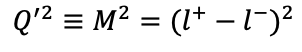 Q′² ≡ M² = (l⁺ − l⁻)²